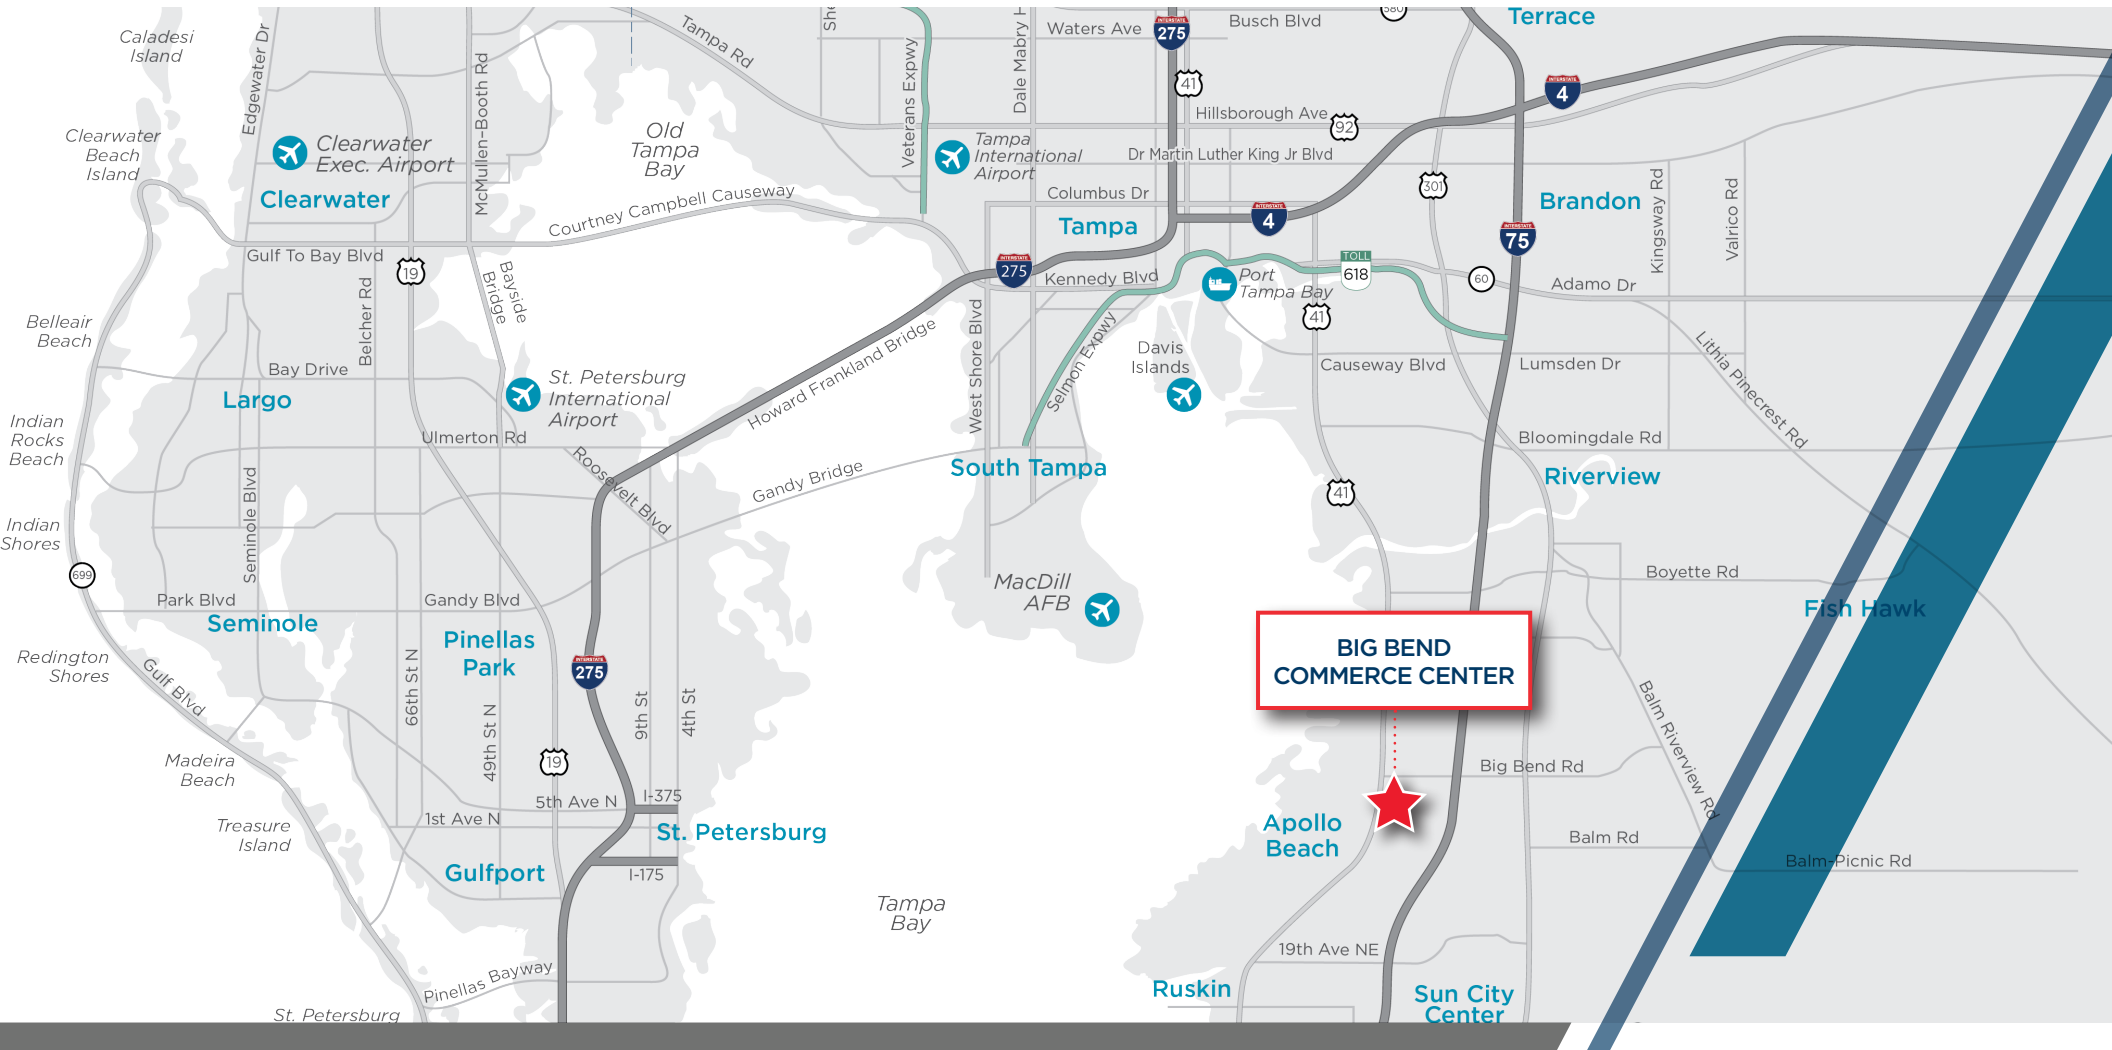 Terrace
580
She
Tampa Rd
Waters Ave
Busch Blvd
INTERSTATE
275
Caladesi
Island
Edgewater Dr
McMullen-Booth Rd
Veterans Expwy
Dale Mabry H
41
INTERSTATE
4
Hillsborough Ave
92
Clearwater
Beach
Island
Clearwater
Exec. Airport
Old
Tampa
Bay
Tampa
International
Airport
Dr Martin Luther King Jr Blvd
Clearwater
Courtney Campbell Causeway
Columbus Dr
301
Brandon
Kingsway Rd
Valrico Rd
Tampa
INTERSTATE
4
INTERSTATE
75
Gulf To Bay Blvd
19
Bayside
Bridge
INTERSTATE
275
Kennedy Blvd
Port
Tampa Bay
TOLL
618
60
Adamo Dr
Belleair
Beach
Belcher Rd
41
Howard Frankland Bridge
West Shore Blvd
Selmon Expwy
Davis
Islands
Causeway Blvd
Lumsden Dr
Lithia Pinecrest Rd
Bay Drive
St. Petersburg
International
Airport
Largo
Indian
Rocks
Beach
Ulmerton Rd
Bloomingdale Rd
Roosevelt Blvd
Gandy Bridge
South Tampa
Riverview
41
Seminole Blvd
Indian
Shores
699
MacDill
AFB
Boyette Rd
Park Blvd
Gandy Blvd
Fish Hawk
Seminole
Pinellas
Park
BIG BEND
COMMERCE CENTER
Redington
Shores
Gulf Blvd
66th St N
INTERSTATE
275
49th St N
9th St
4th St
Balm Riverview Rd
Madeira
Beach
19
Big Bend Rd
5th Ave N
I-375
1st Ave N
St. Petersburg
Treasure
Island
Apollo
Beach
Balm Rd
Balm-Picnic Rd
Gulfport
I-175
Tampa
Bay
19th Ave NE
Pinellas Bayway
Ruskin
Sun City
Center
St. Petersburg